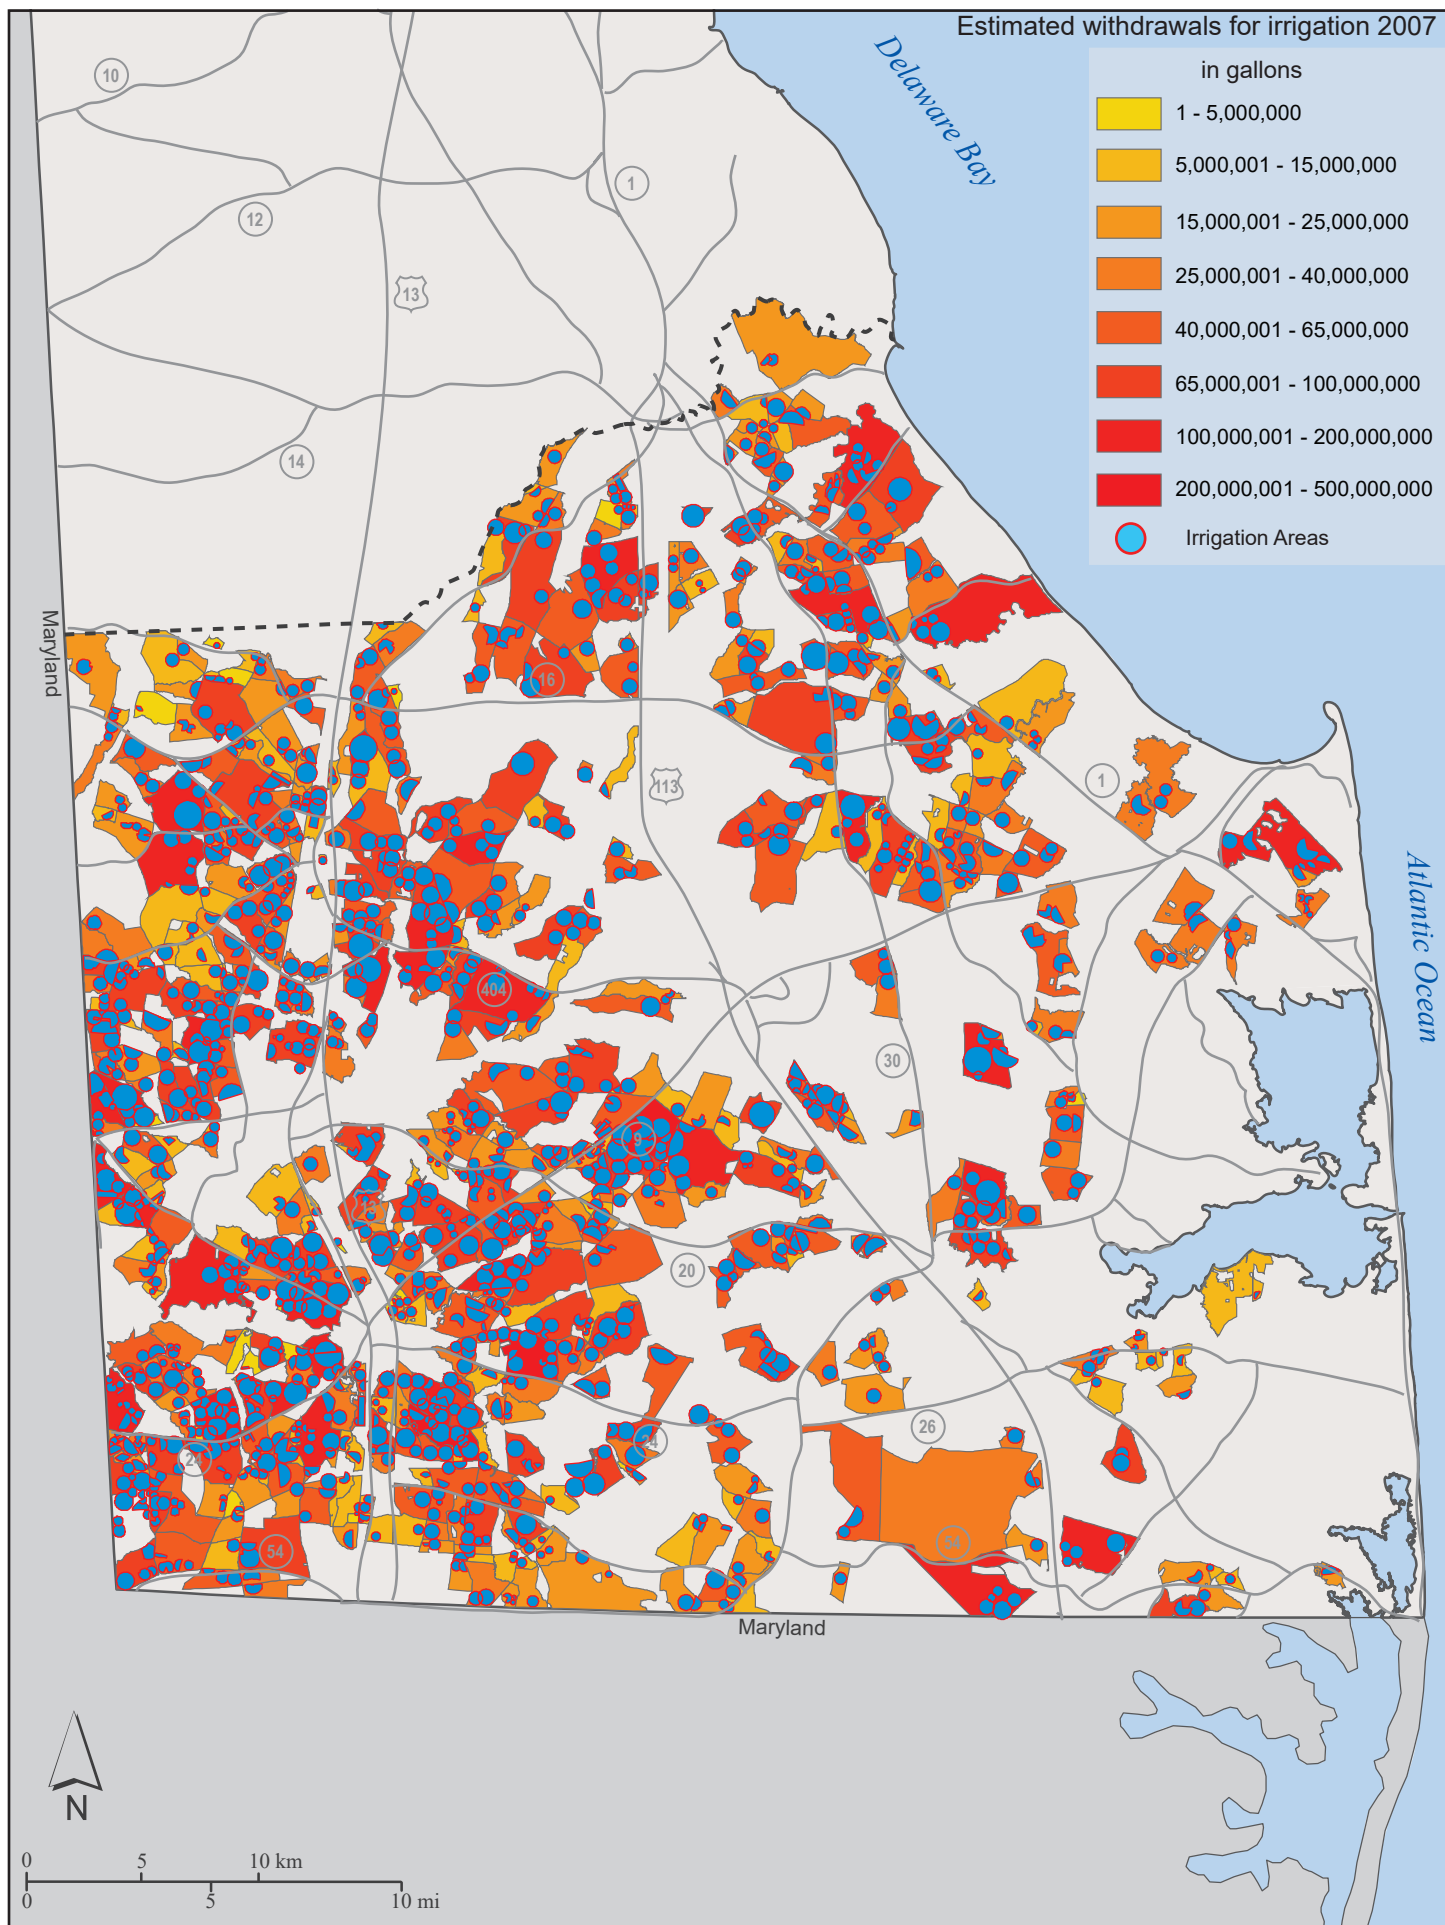 Estimated withdrawals for irrigation 2007
in gallons
1 - 5,000,000
5,000,001 - 15,000,000
15,000,001 - 25,000,000
25,000,001 - 40,000,000
40,000,001 - 65,000,000
65,000,001 - 100,000,000
100,000,001 - 200,000,000
200,000,001 - 500,000,000
Irrigation Areas
Delaware Bay
10
1
12
13
14
Maryland
16
113
1
Atlantic Ocean
404
30
9
13
20
26
24
24
54
54
Maryland
N
0 5 10 km
0 5 10 mi